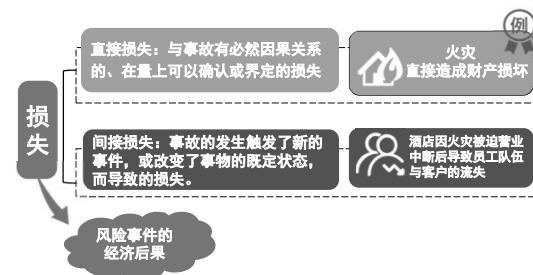 例
直接损失：与事故有必然因果关系
的、在量上可以确认或界定的损失
火灾
直接造成财产损坏
损
失
间接损失：事故的发生触发了新的
事件，或改变了事物的既定状态，
而导致的损失。
酒店因火灾被迫营业
中断后导致员工队伍
与客户的流失
风险事件的
经济后果